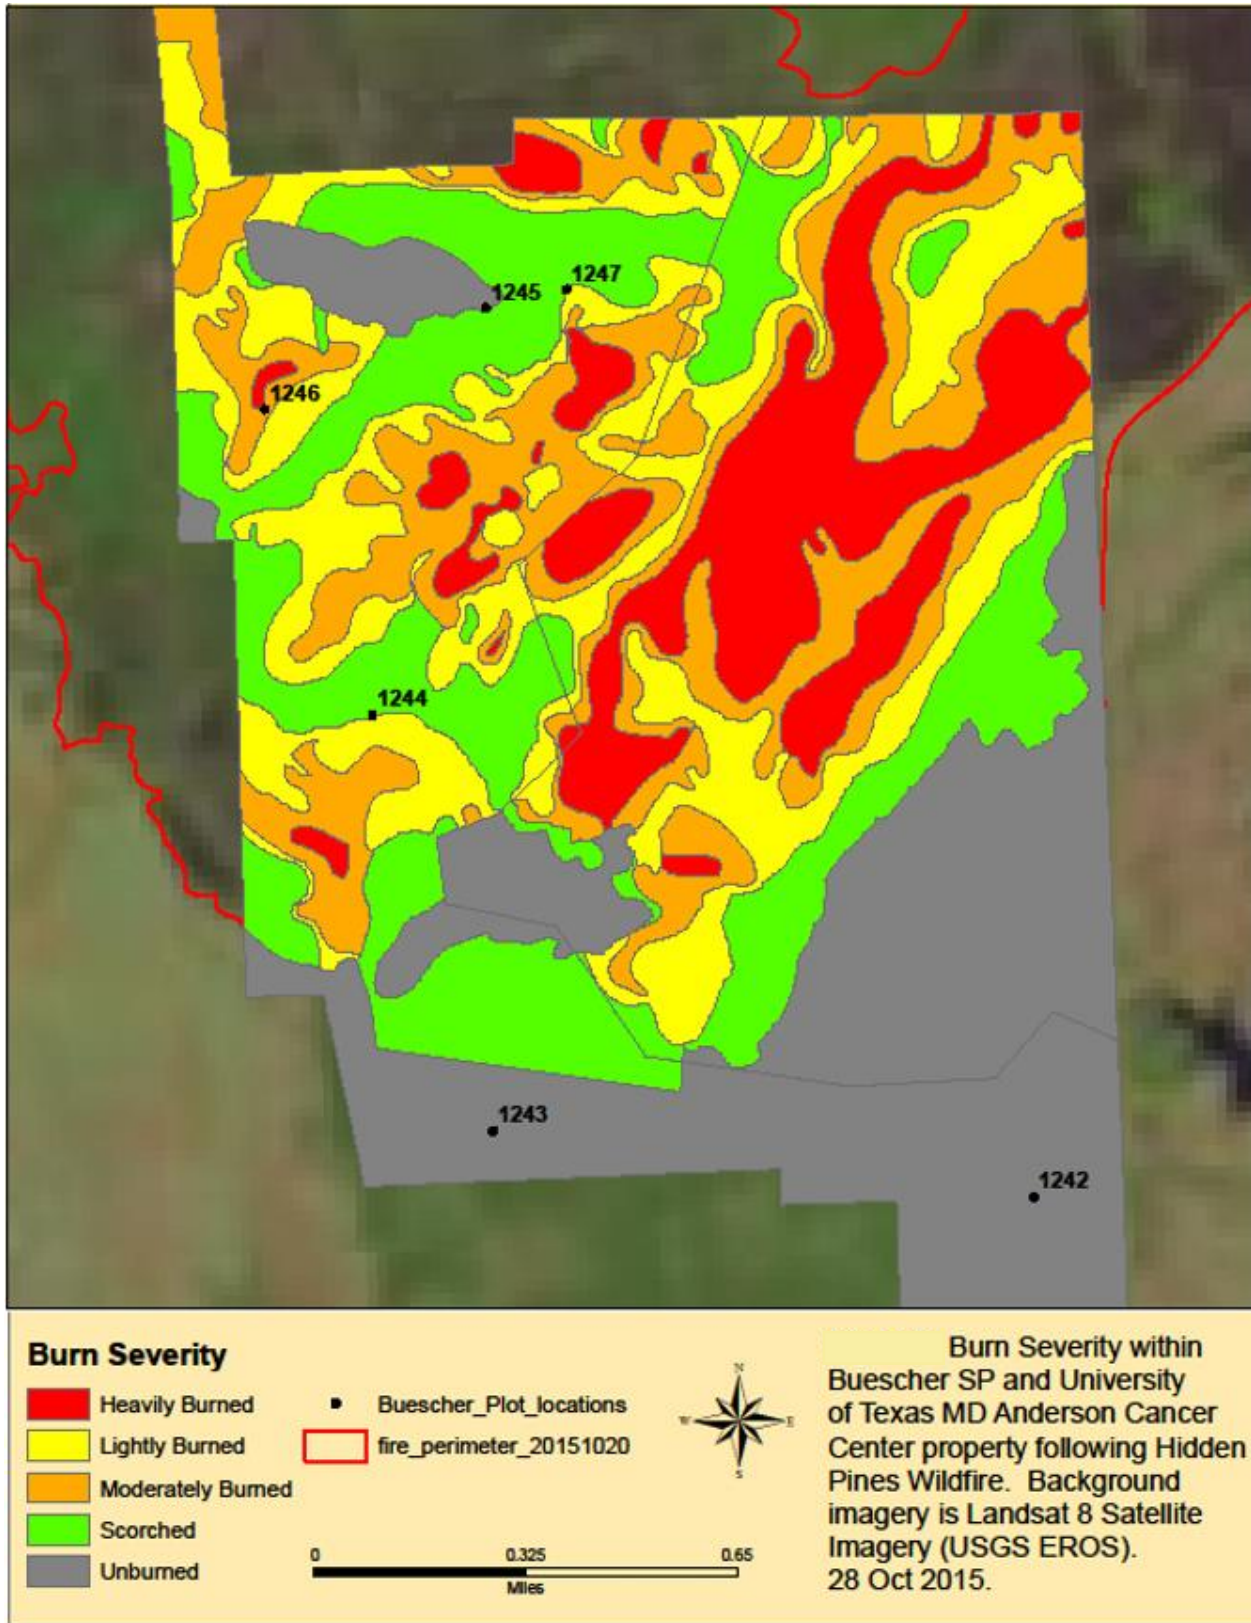 1247
1245
1246
1244
1243
1242
Burn Severity
Heavily Burned
Lightly Burned
Moderately Burned
Scorched
Unburned
Buescher_Plot_locations
fire_perimeter_20151020
0 0.325 0.65
Miles
N
W E
S
Burn Severity within
Buescher SP and University
of Texas MD Anderson Cancer
Center property following Hidden
Pines Wildfire. Background
imagery is Landsat 8 Satellite
Imagery (USGS EROS).
28 Oct 2015.